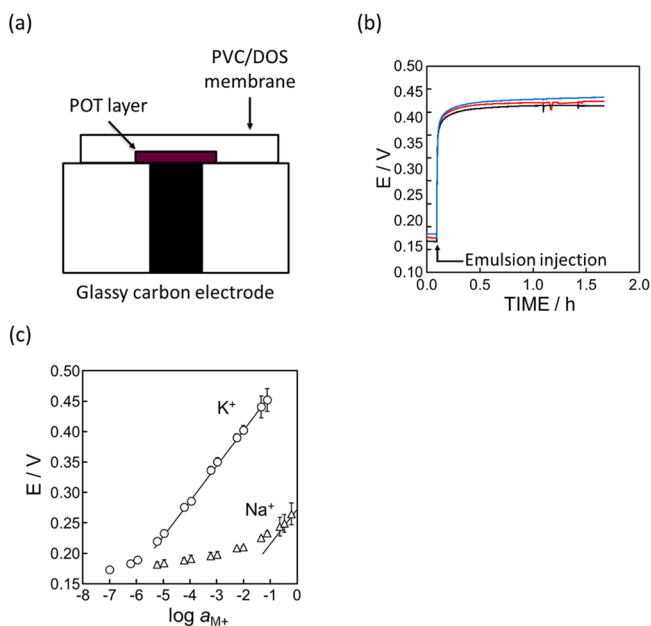 (a)
PVC/DOS
membrane
POT layer
Glassy carbon electrode
(b)
0.50
0.45
0.40
0.35
0.30
0.25
0.20
0.15
0.10
E / V
Emulsion injection
0.0 0.5 1.0 1.5 2.0
TIME / h
(c)
0.50
0.45
0.40
0.35
0.30
0.25
0.20
0.15
E / V
K+
Na+
-8 -7 -6 -5 -4 -3 -2 -1 0
log aM+